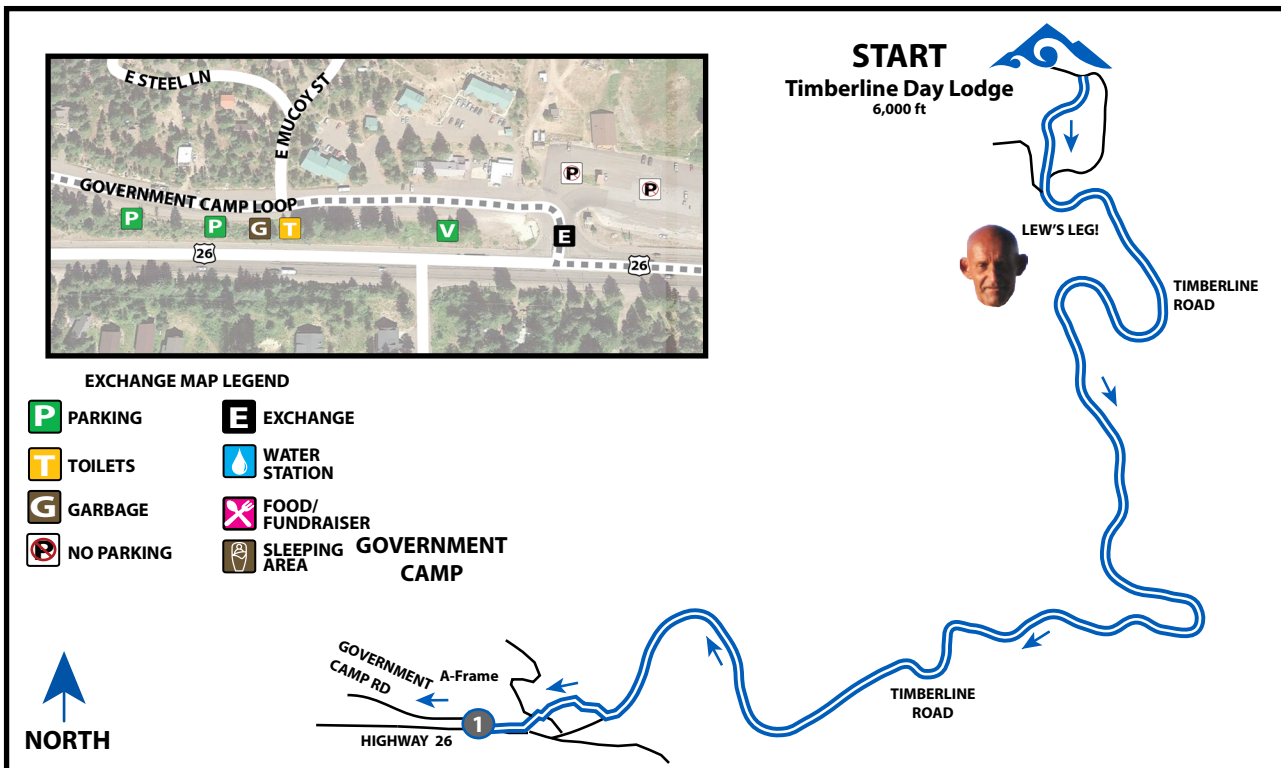 START
Timberline Day Lodge
6,000 ft
E STEEL LN
E MUCOY ST
GOVERNMENT CAMP LOOP
P
P
G
T
V
E
P
P
26
26
LEW'S LEG!
TIMBERLINE
ROAD
EXCHANGE MAP LEGEND
P PARKING
T TOILETS
G GARBAGE
P NO PARKING
E EXCHANGE
WATER
STATION
FOOD/
FUNDRAISER
SLEEPING
AREA
GOVERNMENT
CAMP
GOVERNMENT
CAMP RD
A-Frame
1
HIGHWAY 26
TIMBERLINE
ROAD
NORTH